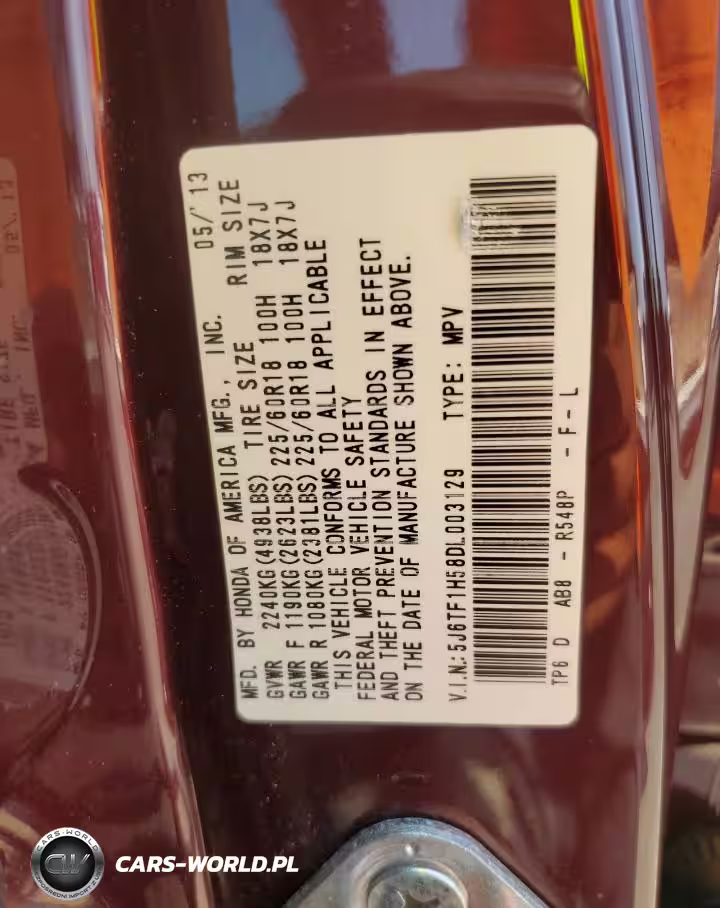 MFD. BY HONDA OF AMERICA MFG., INC. 05/'13
GVWR 2240KG(4938LBS) TIRE SIZE RIM SIZE
GAWR F 1190KG(2623LBS) 225/60R18 100H 18X7J
GAWR R 1080KG(2381LBS) 225/60R18 100H 18X7J
THIS VEHICLE CONFORMS TO ALL APPLICABLE
FEDERAL MOTOR VEHICLE SAFETY
AND THEFT PREVENTION STANDARDS IN EFFECT
ON THE DATE OF MANUFACTURE SHOWN ABOVE.
V.I.N.: 5J6TF1H58DL003129 TYPE: MPV
TP6 D AB8 - R548P - F - L
CARS-WORLD
CW
CARS-WORLD.PL